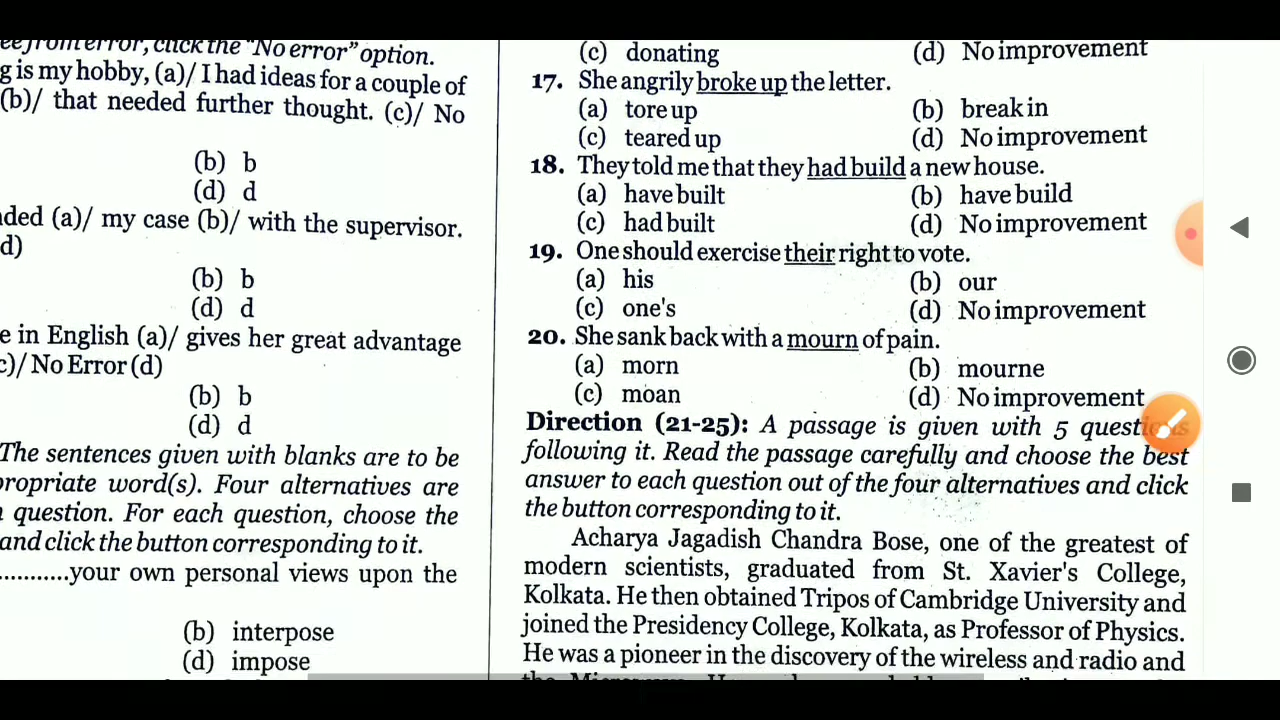 ee from error, click the "No error" option.
g is my hobby, (a)/ I had ideas for a couple of
(b)/ that needed further thought. (c)/ No
(b) b
(d) d
ded (a)/ my case (b)/ with the supervisor.
d)
(b) b
(d) d
e in English (a)/ gives her great advantage
c)/ No Error (d)
(b) b
(d) d
The sentences given with blanks are to be
propriate word(s). Four alternatives are
question. For each question, choose the
and click the button corresponding to it.
...........your own personal views upon the
(b) interpose
(d) impose
(c) donating (d) No improvement
17. She angrily broke up the letter.
(a) tore up (b) break in
(c) teared up (d) No improvement
18. They told me that they had build a new house.
(a) have built (b) have build
(c) had built (d) No improvement
19. One should exercise their right to vote.
(a) his (b) our
(c) one's (d) No improvement
20. She sank back with a mourn of pain.
(a) morn (b) mourne
(c) moan (d) No improvement
Direction (21-25): A passage is given with 5 questions
following it. Read the passage carefully and choose the best
answer to each question out of the four alternatives and click
the button corresponding to it.
Acharya Jagadish Chandra Bose, one of the greatest of
modern scientists, graduated from St. Xavier's College,
Kolkata. He then obtained Tripos of Cambridge University and
joined the Presidency College, Kolkata, as Professor of Physics.
He was a pioneer in the discovery of the wireless and radio and